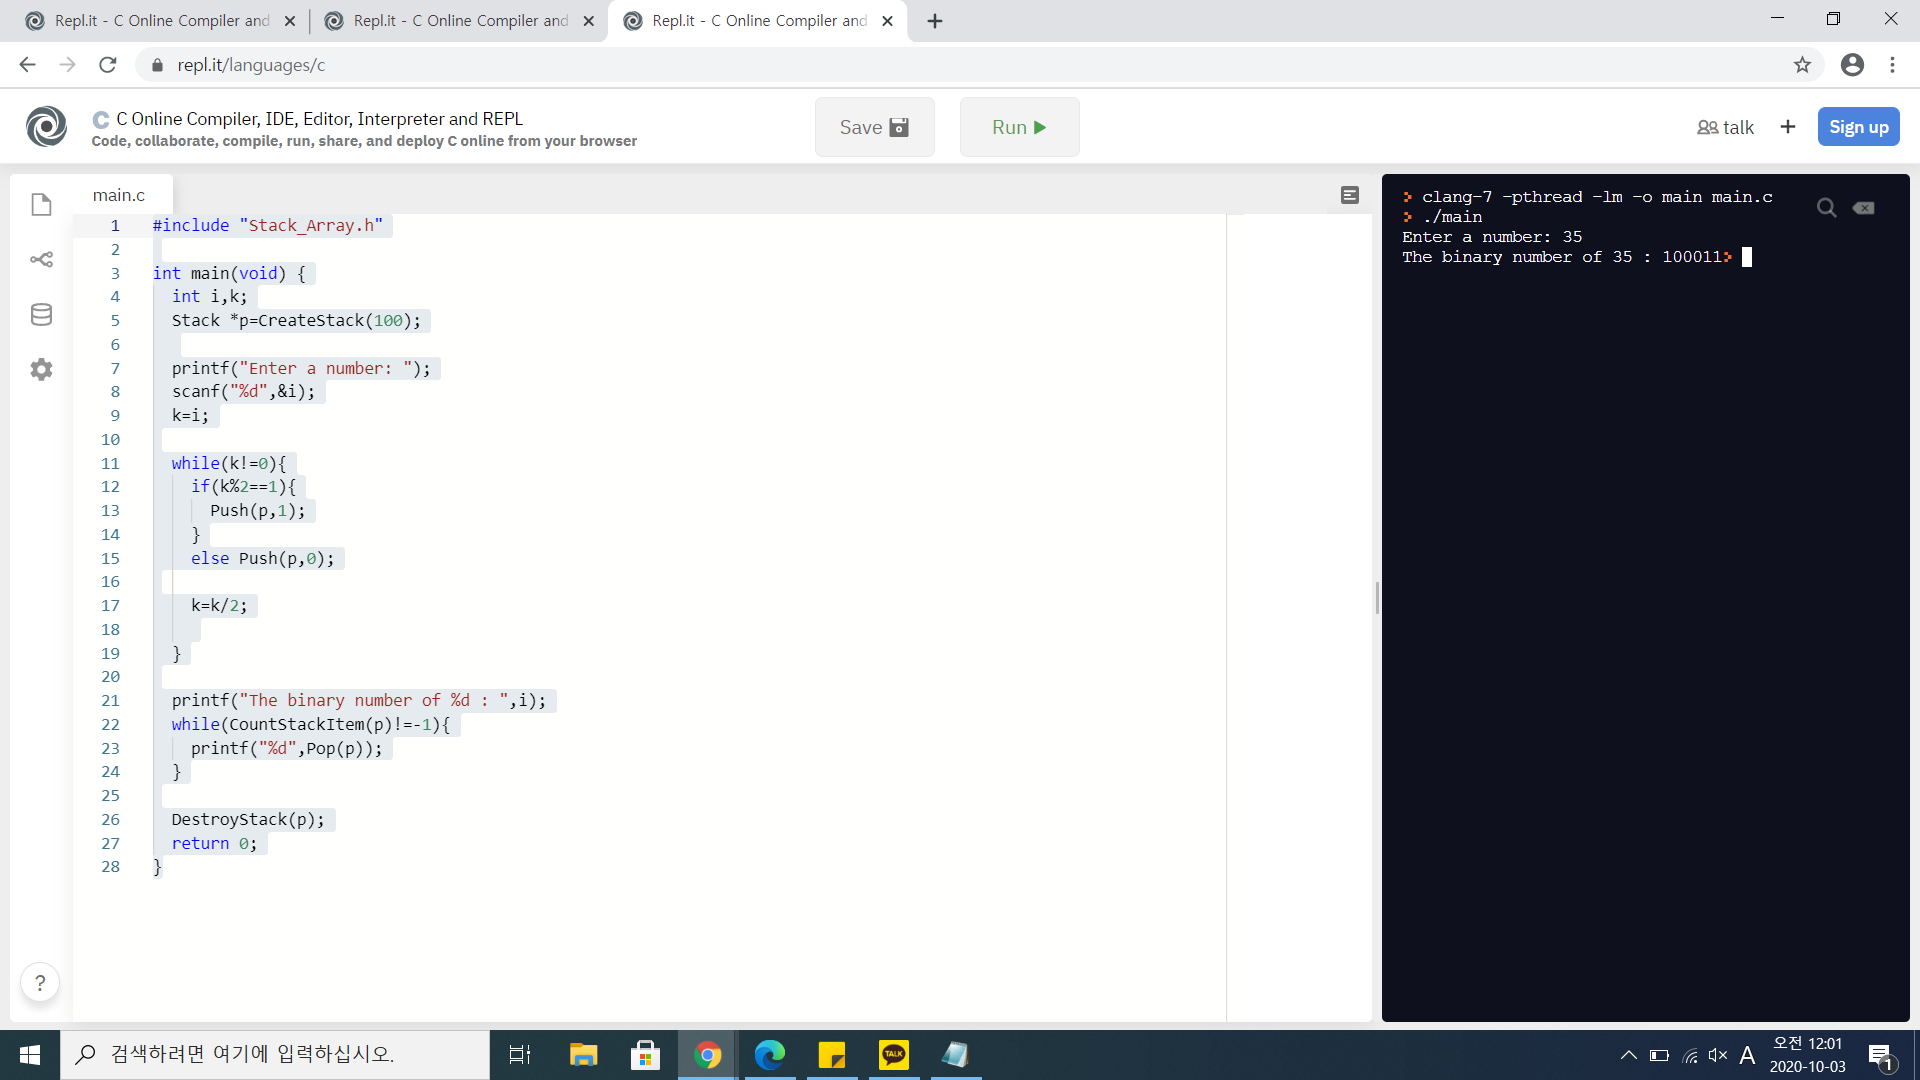 Repl.it - C Online Compiler and
Repl.it - C Online Compiler and
Repl.it - C Online Compiler and
repl.it/languages/c
C Online Compiler, IDE, Editor, Interpreter and REPL
Code, collaborate, compile, run, share, and deploy C online from your browser
Save
Run
talk
Sign up
main.c
1 #include "Stack_Array.h"
2
3 int main(void) {
4 int i,k;
5 Stack *p=CreateStack(100);
6
7 printf("Enter a number: ");
8 scanf("%d",&i);
9 k=i;
10
11 while(k!=0){
12 if(k%2==1){
13 Push(p,1);
14 }
15 else Push(p,0);
16
17 k=k/2;
18
19 }
20
21 printf("The binary number of %d : ",i);
22 while(CountStackItem(p)!=-1){
23 printf("%d",Pop(p));
24 }
25
26 DestroyStack(p);
27 return 0;
28 }
> clang-7 -pthread -lm -o main main.c
> ./main
Enter a number: 35
The binary number of 35 : 100011>
?
검색하려면 여기에 입력하십시오.
TALK
A
오전 12:01
2020-10-03
1